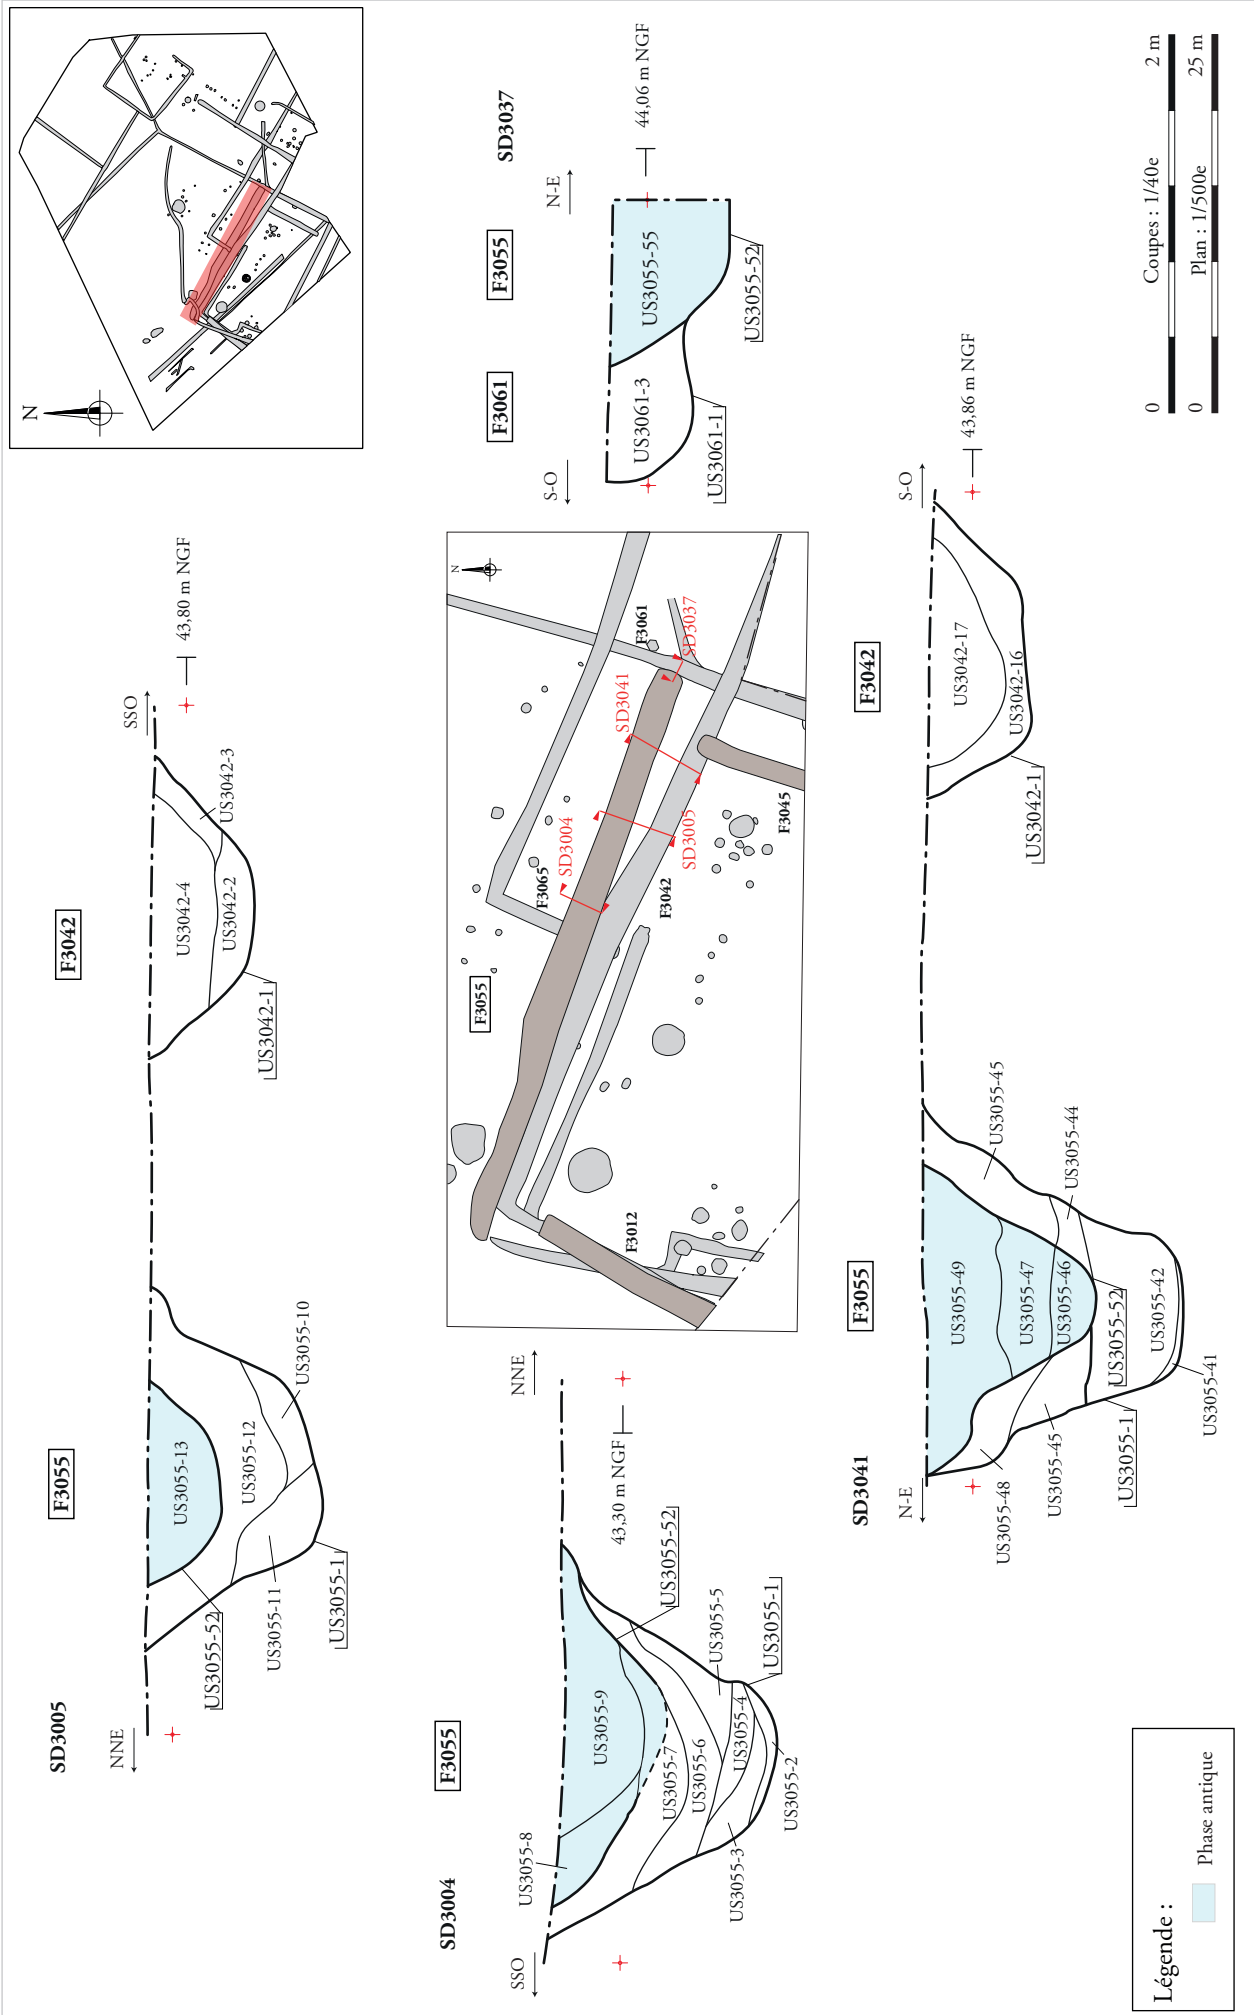 SD3005
NNE
F3055
US3055-13
US3055-12
US3055-10
US3055-11
US3055-52
US3055-1
F3042
US3042-4
US3042-2
US3042-3
US3042-1
SSO
43,80 m NGF
N
SD3004
SSO
F3055
US3055-8
US3055-9
US3055-7
US3055-6
US3055-5
US3055-4
US3055-3
US3055-2
US3055-52
US3055-1
43,30 m NGF
NNE
N
F3055
F3065
SD3004
SD3041
F3061
SD3037
SD3005
F3042
F3045
F3012
SD3037
S-O
F3061
F3055
N-E
US3061-3
US3055-55
US3061-1
US3055-52
44,06 m NGF
SD3041
N-E
F3055
US3055-49
US3055-47
US3055-46
US3055-45
US3055-44
US3055-48
US3055-45
US3055-52
US3055-42
US3055-1
US3055-41
F3042
US3042-17
US3042-16
US3042-1
S-O
43,86 m NGF
Légende :
Phase antique
0 Coupes : 1/40e 2 m
0 Plan : 1/500e 25 m